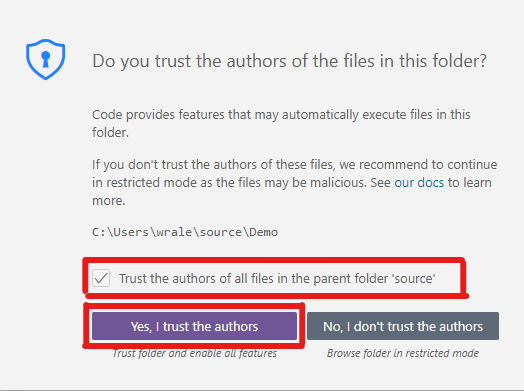 Do you trust the authors of the files in this folder?
Code provides features that may automatically execute files in this
folder.
If you don't trust the authors of these files, we recommend to continue
in restricted mode as the files may be malicious. See our docs to learn
more.
C:\Users\wrale\source\Demo
Trust the authors of all files in the parent folder 'source'
Yes, I trust the authors
No, I don't trust the authors
Trust folder and enable all features
Browse folder in restricted mode